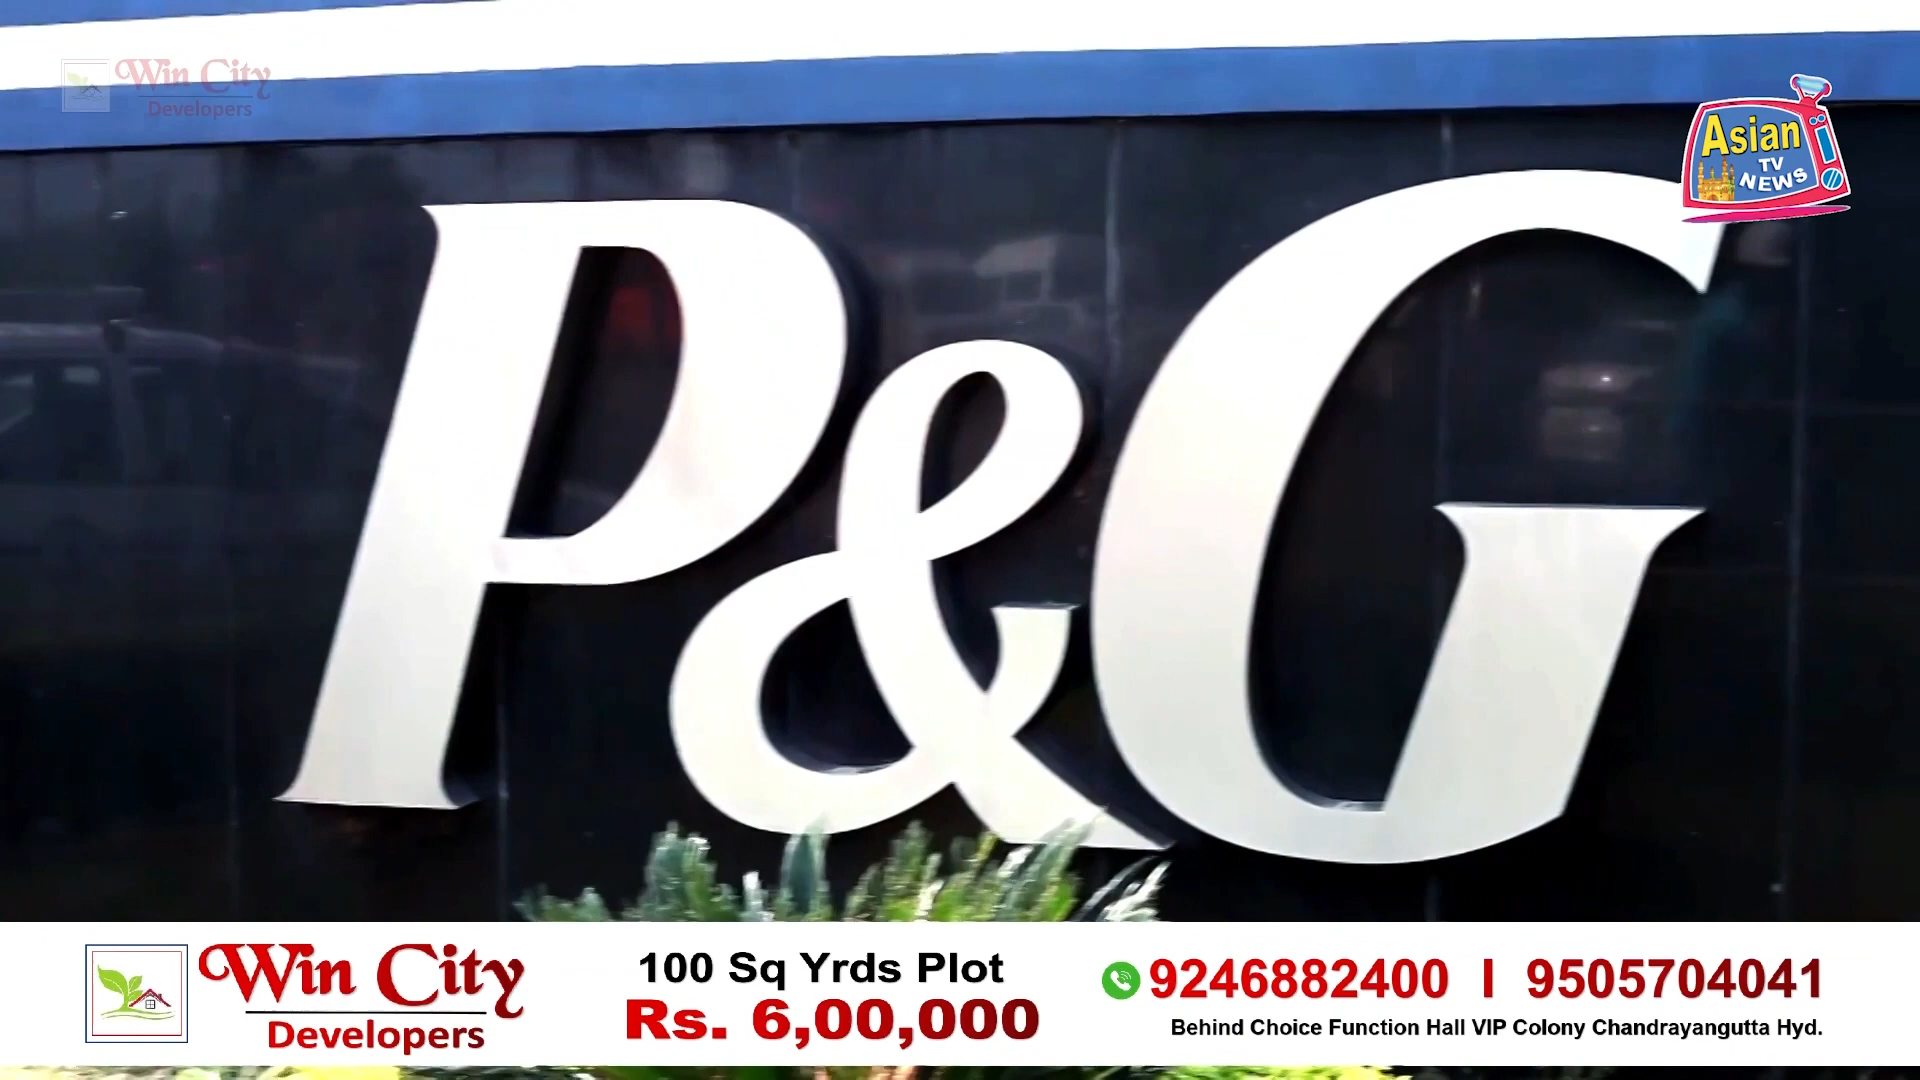 Win City
Developers
Asian
TV
NEWS
P&G
Win City
Developers
100 Sq Yrds Plot
Rs. 6,00,000
9246882400 I 9505704041
Behind Choice Function Hall VIP Colony Chandrayangutta Hyd.